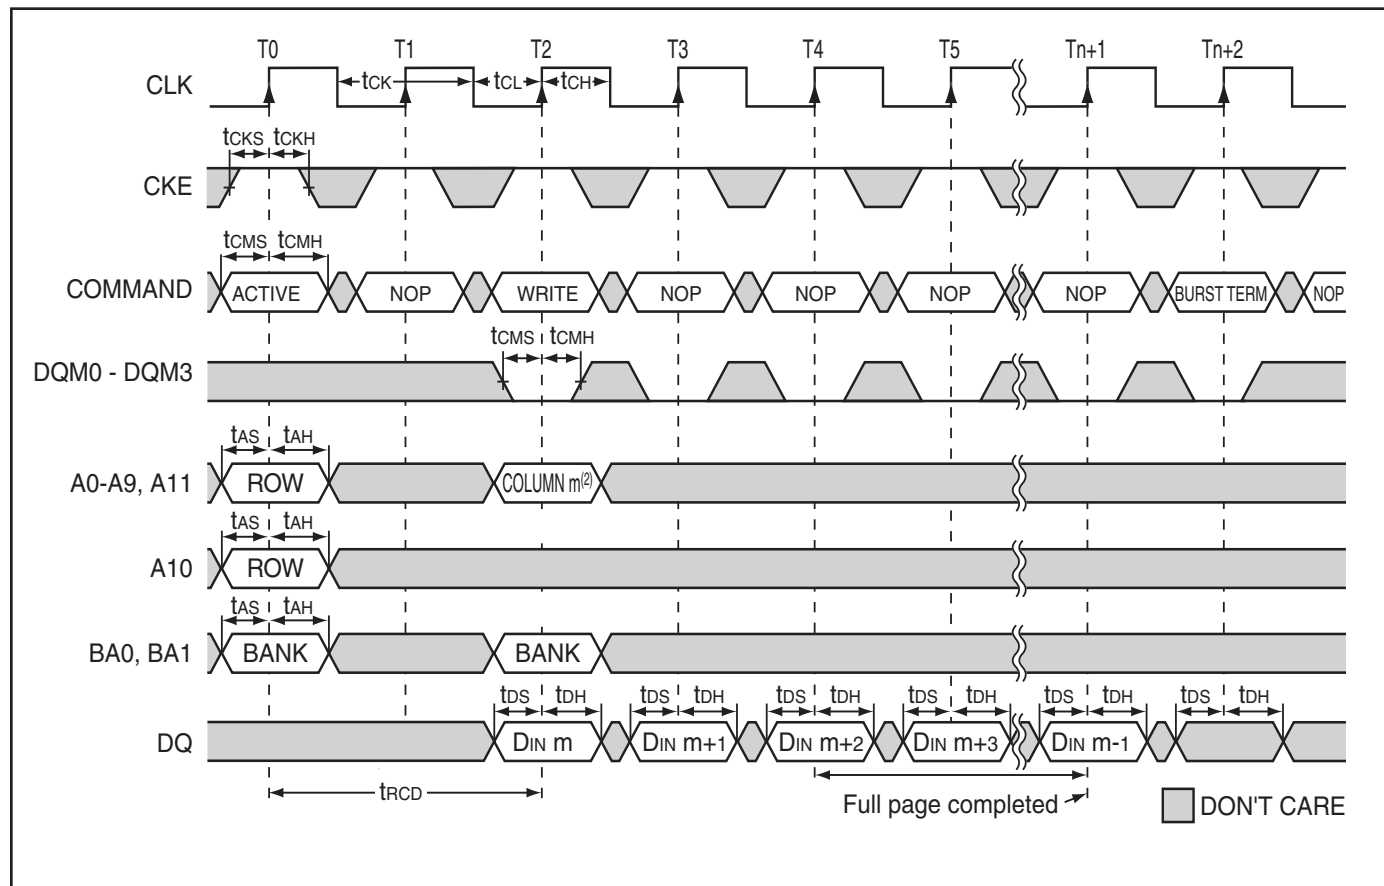 T0 T1 T2 T3 T4 T5 Tn+1 Tn+2
CLK tCK tCL tCH
tCKS tCKH
CKE
tCMS tCMH
COMMAND ACTIVE NOP WRITE NOP NOP NOP NOP BURST TERM NOP
tCMS tCMH
DQM0 - DQM3
tAS tAH
A0-A9, A11 ROW COLUMN m(2)
tAS tAH
A10 ROW
tAS tAH
BA0, BA1 BANK BANK
tDS tDH tDS tDH tDS tDH tDS tDH tDS tDH tDS tDH
DQ DIN m DIN m+1 DIN m+2 DIN m+3 DIN m-1
tRCD
Full page completed
DON'T CARE